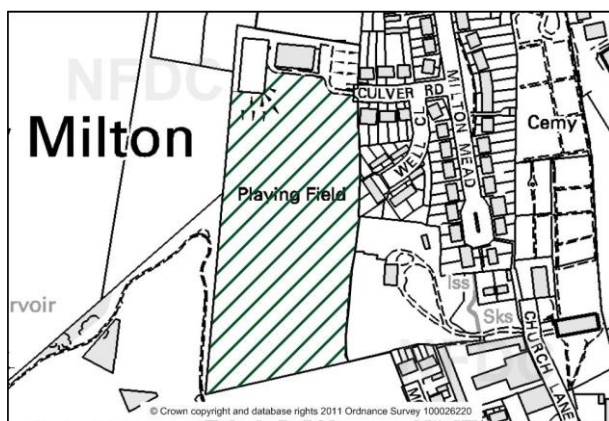 NFDC
CULVER RD
MILTON MEAD
Milton
Cemy
WELL CL
Playing Field
rvoir
Iss
Sks
CHURCH LANE
NFDC
© Crown copyright and database rights 2011 Ordnance Survey 100026220